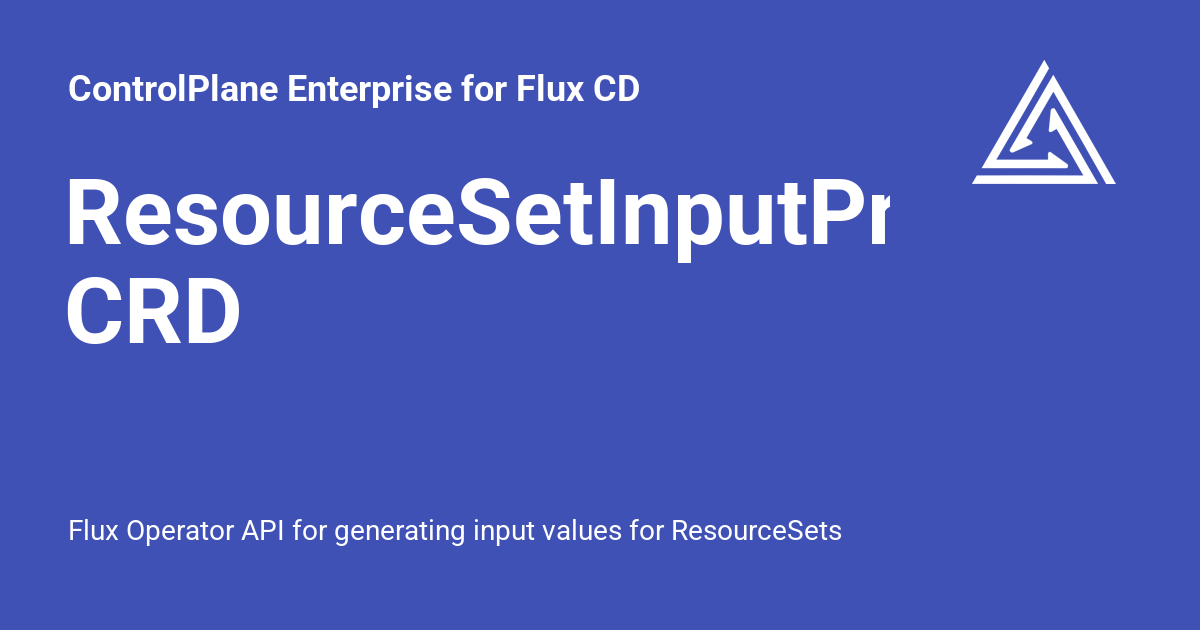 ControlPlane Enterprise for Flux CD
ResourceSetInputPr
CRD
Flux Operator API for generating input values for ResourceSets